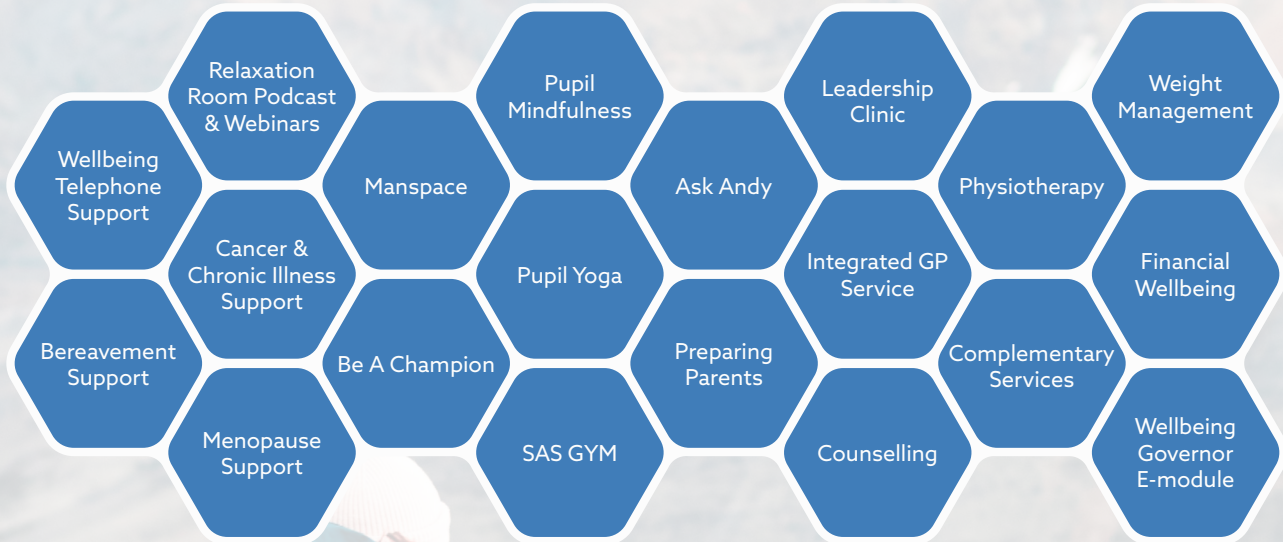 Relaxation
Room Podcast
& Webinars
Pupil
Mindfulness
Leadership
Clinic
Weight
Management
Wellbeing
Telephone
Support
Manspace
Ask Andy
Physiotherapy
Cancer &
Chronic Illness
Support
Pupil Yoga
Integrated GP
Service
Financial
Wellbeing
Bereavement
Support
Be A Champion
Preparing
Parents
Complementary
Services
Menopause
Support
SAS GYM
Counselling
Wellbeing
Governor
E-module